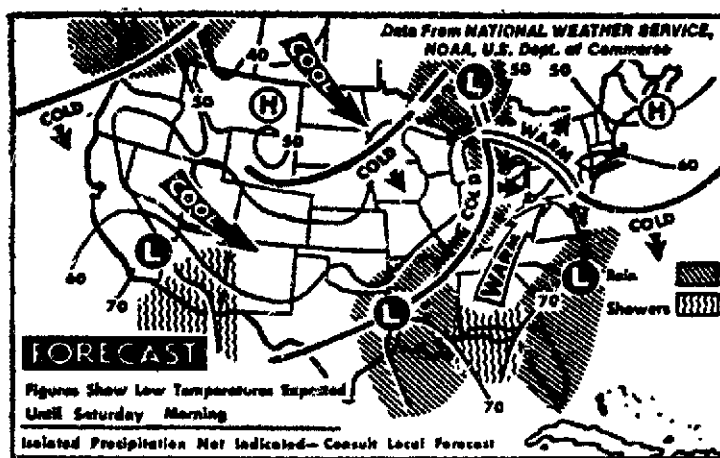 Data From NATIONAL WEATHER SERVICE,
NOAA, U.S. Dept. of Commerce
40
COOL
50
L
50
50
H
H
COLD
50
COLD
WARM
60
COOL
COLD
COLD
60
L
WARM
L
Rain
70
70
Showers
L
70
FORECAST
Figures Show Low Temperatures Expected
Until Saturday Morning
Isolated Precipitation Not Indicated— Consult Local Forecast